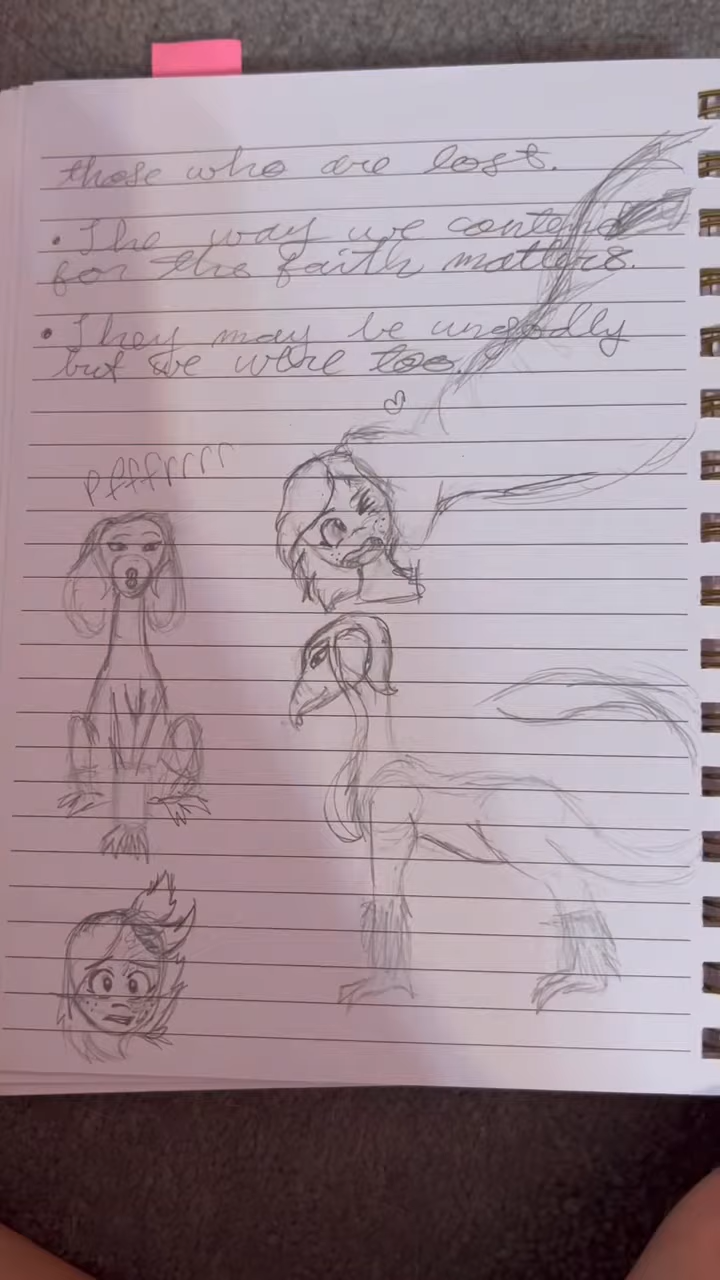 those who are lost.
• The way we contend
for the faith matters.
• They may be ungodly
but we were too.
Pfffrrrr